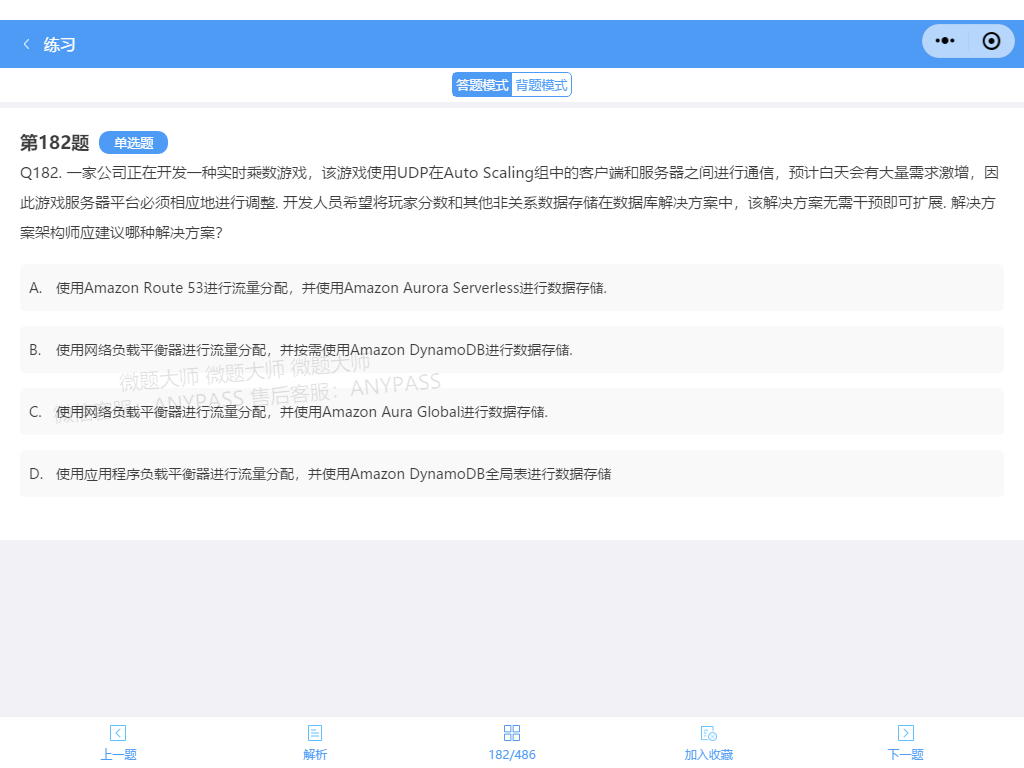 练习
答题模式 背题模式
第182题 单选题
Q182. 一家公司正在开发一种实时乘数游戏，该游戏使用UDP在Auto Scaling组中的客户端和服务器之间进行通信，预计白天会有大量需求激增，因
此游戏服务器平台必须相应地进行调整. 开发人员希望将玩家分数和其他非关系数据存储在数据库解决方案中，该解决方案无需干预即可扩展. 解决方
案架构师应建议哪种解决方案？
A. 使用Amazon Route 53进行流量分配，并使用Amazon Aurora Serverless进行数据存储.
B. 使用网络负载平衡器进行流量分配，并按需使用Amazon DynamoDB进行数据存储.
微题大师 微题大师 微题大师
ANYPASS 售后客服：ANYPASS
C. 使用网络负载平衡器进行流量分配，并使用Amazon Aura Global进行数据存储.
D. 使用应用程序负载平衡器进行流量分配，并使用Amazon DynamoDB全局表进行数据存储
上一题 解析 182/486 加入收藏 下一题